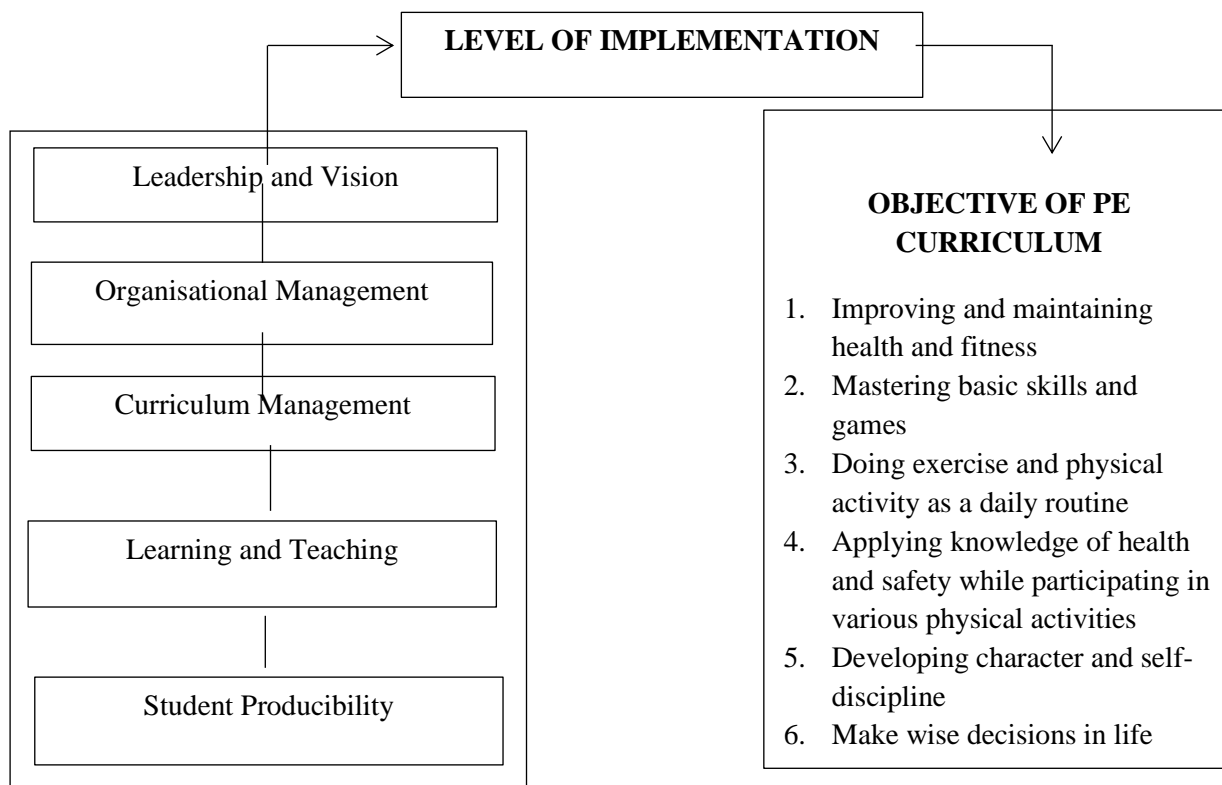 LEVEL OF IMPLEMENTATION
Leadership and Vision
Organisational Management
Curriculum Management
Learning and Teaching
Student Producibility
OBJECTIVE OF PE
CURRICULUM
1. Improving and maintaining
health and fitness
2. Mastering basic skills and
games
3. Doing exercise and physical
activity as a daily routine
4. Applying knowledge of health
and safety while participating in
various physical activities
5. Developing character and self-
discipline
6. Make wise decisions in life